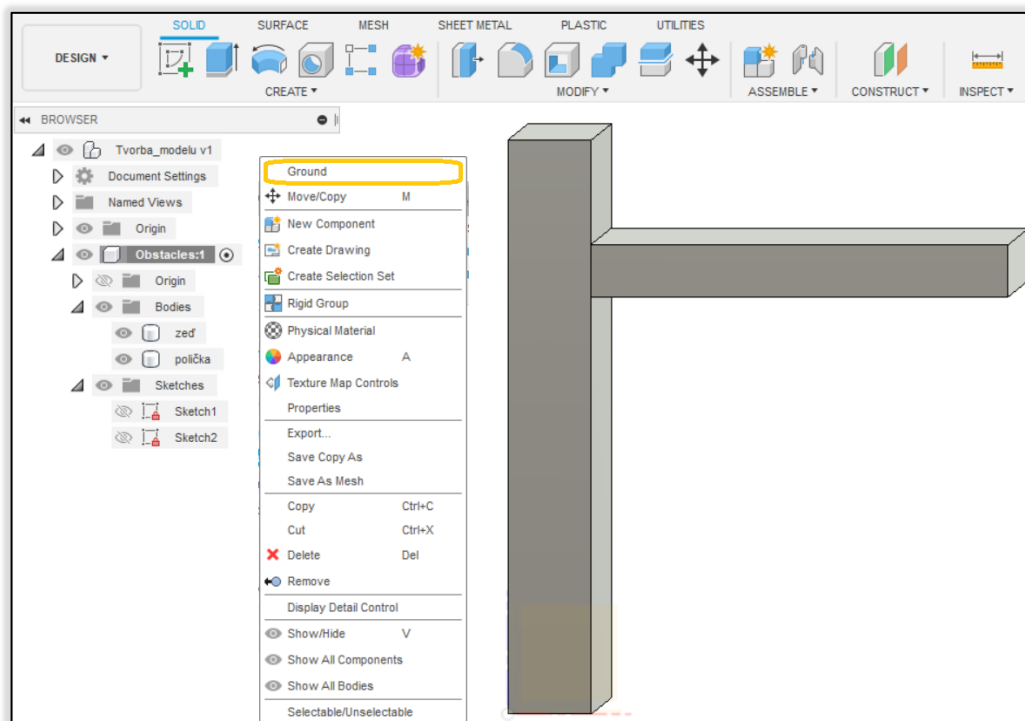 SOLID SURFACE MESH SHEET METAL PLASTIC UTILITIES
DESIGN ▾
CREATE ▾ MODIFY ▾ ASSEMBLE ▾ CONSTRUCT ▾ INSPECT ▾
BROWSER
Tvorba_modelu v1
Document Settings
Named Views
Origin
Obstacles:1
Origin
Bodies
zeď
polička
Sketches
Sketch1
Sketch2
Ground
Move/Copy M
New Component
Create Drawing
Create Selection Set
Rigid Group
Physical Material
Appearance A
Texture Map Controls
Properties
Export...
Save Copy As
Save As Mesh
Copy Ctrl+C
Cut Ctrl+X
Delete Del
Remove
Display Detail Control
Show/Hide V
Show All Components
Show All Bodies
Selectable/Unselectable